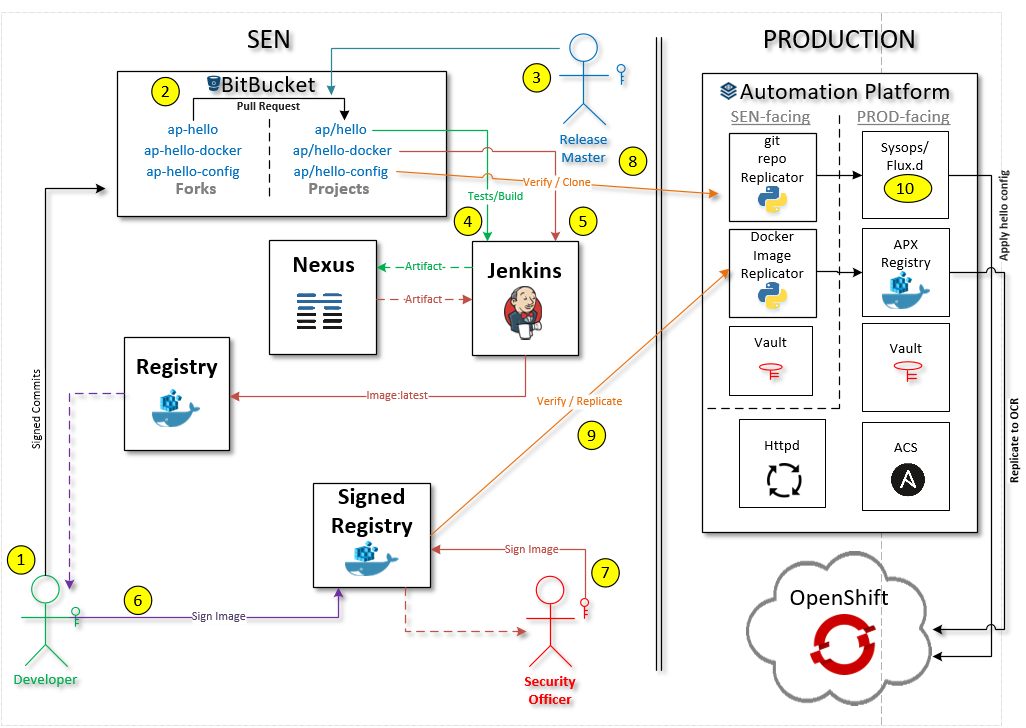 SEN
PRODUCTION
2
BitBucket
Pull Request
ap-hello
ap/hello
ap-hello-docker
ap/hello-docker
ap-hello-config
ap/hello-config
Forks
Projects
3
Release
Master
8
Verify / Clone
Tests/Build
4
5
Nexus
Artifact
Artifact
Jenkins
Registry
Image:latest
Signed Commits
Verify / Replicate
9
Signed
Registry
Sign Image
7
1
6
Sign Image
Developer
Security
Officer
Automation Platform
SEN-facing
PROD-facing
git
repo
Replicator
Sysops/
Flux.d
10
Docker
Image
Replicator
APX
Registry
Vault
Vault
Httpd
ACS
Apply hello config
Replicate to OCR
OpenShift